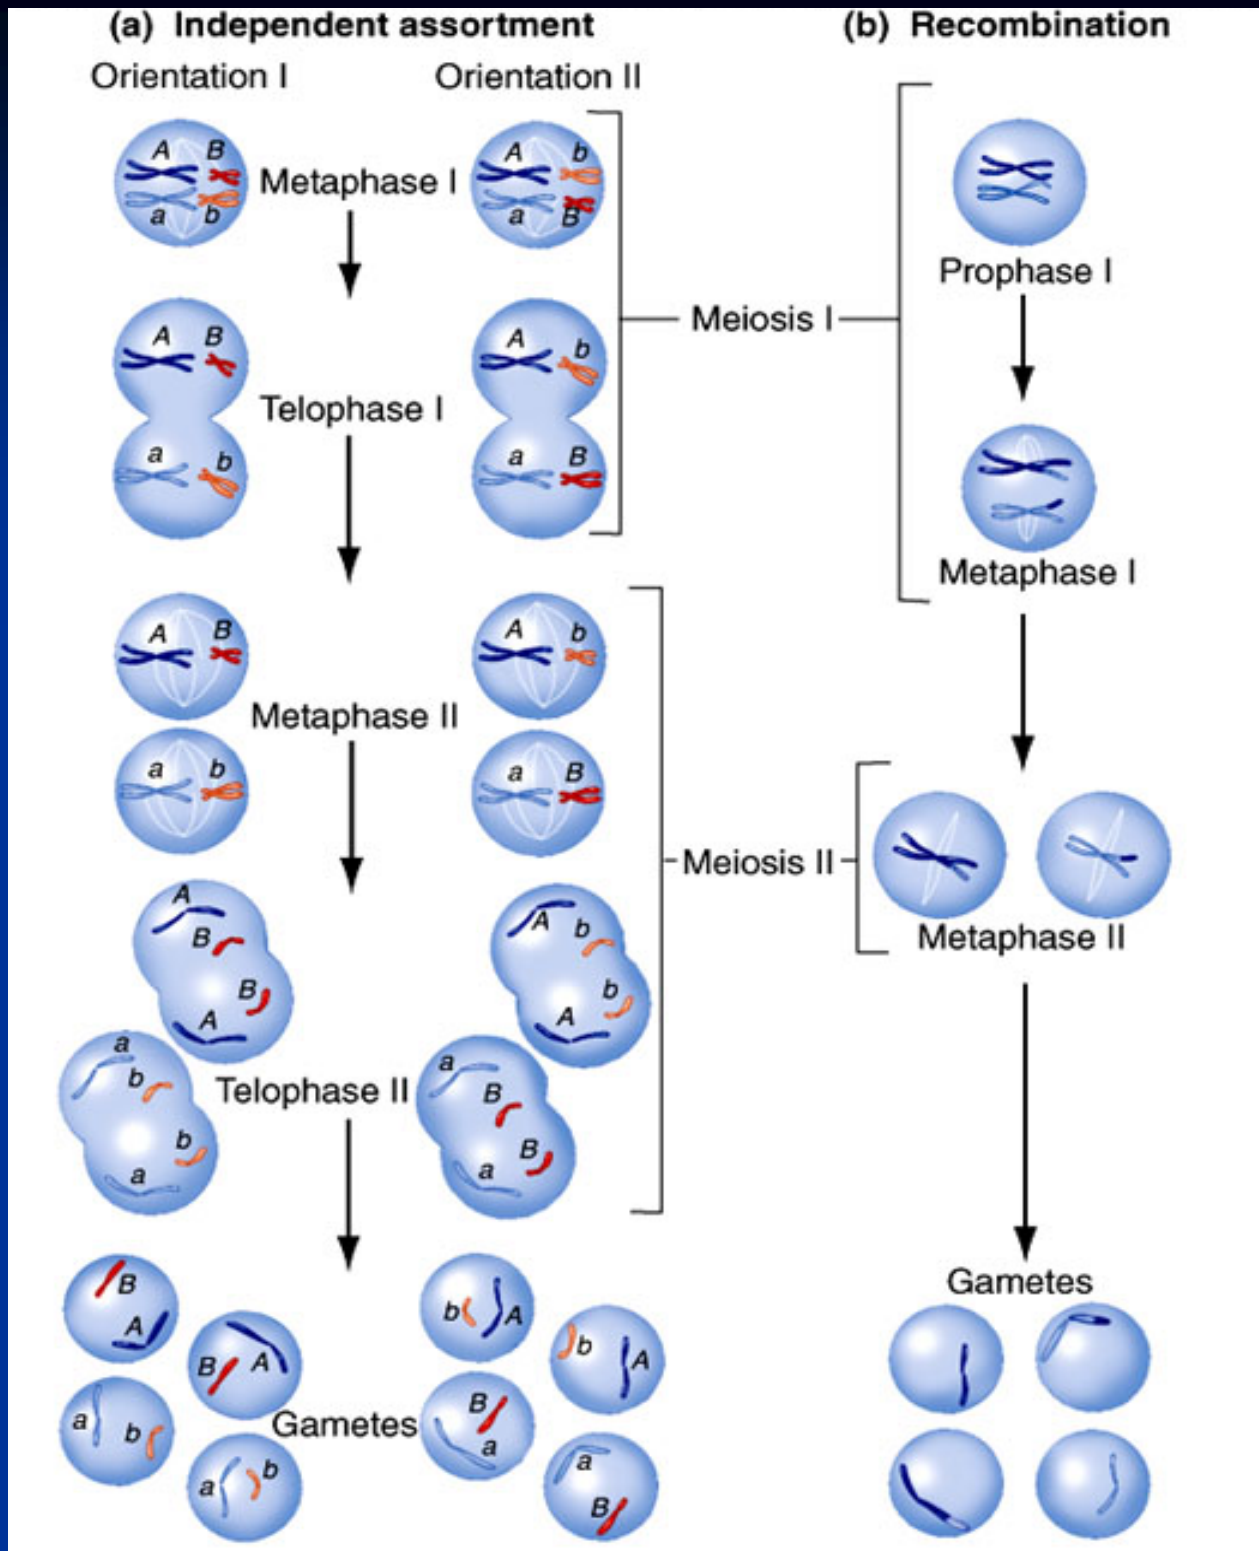 (a) Independent assortment
(b) Recombination
Orientation I
Orientation II
A B
a b
Metaphase I
A b
a B
A B
a b
Telophase I
A b
a B
Meiosis I
Prophase I
Metaphase I
A B
a b
Metaphase II
A b
a B
Meiosis II
Metaphase II
A
B
B
A
a
b
b
a
Telophase II
A
b
b
A
a
B
B
a
B
A
B A
a b
a b
Gametes
b A
b A
B
a
a
B
Gametes